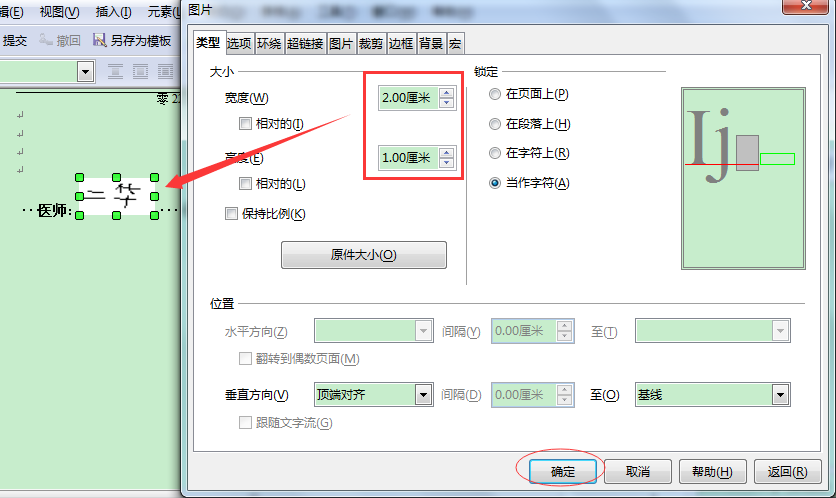 编辑(E) 视图(V) 插入(I) 元素(L 图片
提交 撤回 另存为模板
类型 选项 环绕 超链接 图片 裁剪 边框 背景 宏
大小 锁定
宽度(W) 2.00厘米 在页面上(P)
相对的(I) 在段落上(H)
高度(E) 1.00厘米 在字符上(R)
相对的(L) 当作字符(A)
保持比例(K)
Ij
原件大小(O)
医师:
位置
水平方向(Z) 间隔(Y) 0.00厘米 至(T)
翻转到偶数页面(M)
垂直方向(V) 顶端对齐 间隔(D) 0.00厘米 至(O) 基线
跟随文字流(G)
确定 取消 帮助(H) 返回(R)